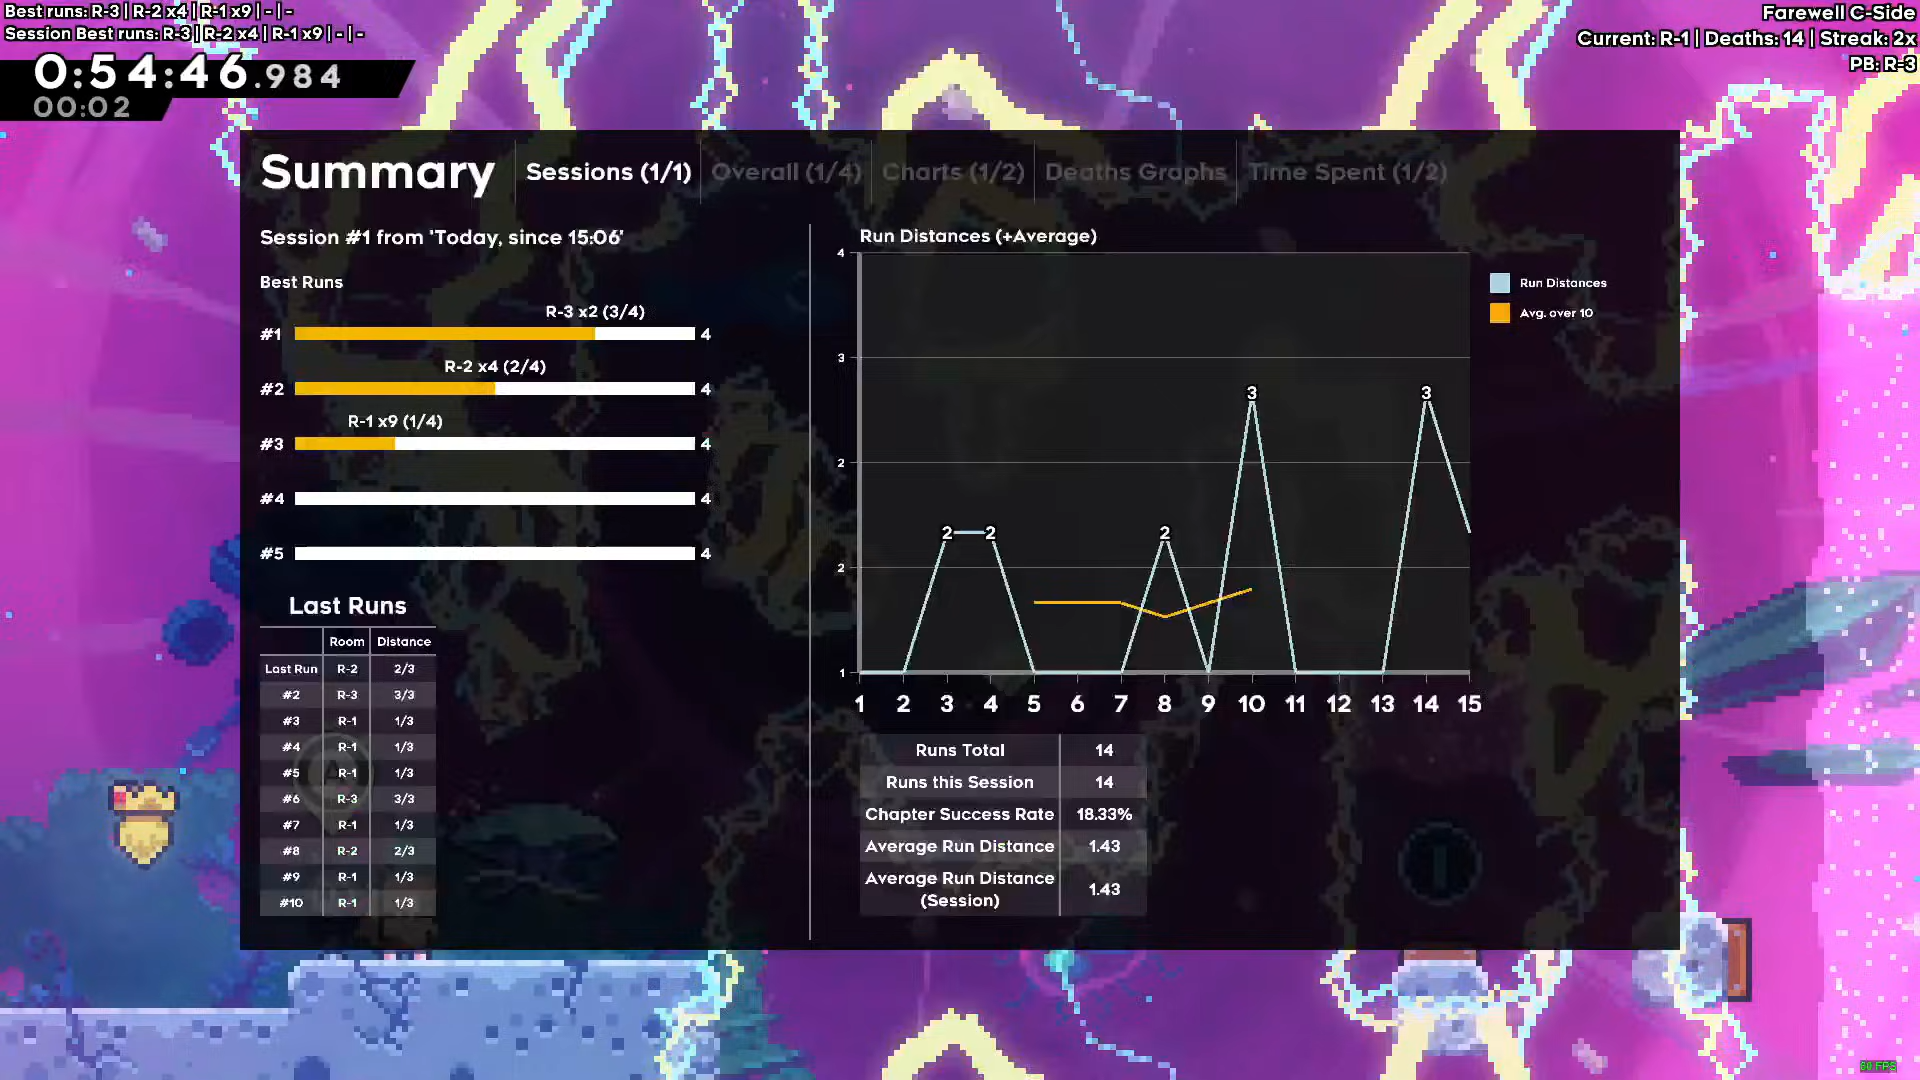 Best runs: R-3 | R-2 x4 | R-1 x9 | - | -
Session Best runs: R-3 | R-2 x4 | R-1 x9 | - | -
0:54:46.984
00:02
Farewell C-Side
Current: R-1 | Deaths: 14 | Streak: 2x
PB: R-3
Summary
Sessions (1/1)
Overall (1/4)
Charts (1/2)
Deaths Graphs
Time Spent (1/2)
Session #1 from 'Today, since 15:06'
Best Runs
R-3 x2 (3/4)
#1 4
R-2 x4 (2/4)
#2 4
R-1 x9 (1/4)
#3 4
#4 4
#5 4
Last Runs
Room Distance
Last Run R-2 2/3
#2 R-3 3/3
#3 R-1 1/3
#4 R-1 1/3
#5 R-1 1/3
#6 R-3 3/3
#7 R-1 1/3
#8 R-2 2/3
#9 R-1 1/3
#10 R-1 1/3
Run Distances (+Average)
4
3
2
2
1
2 2 2 3 3
1 2 3 4 5 6 7 8 9 10 11 12 13 14 15
Run Distances
Avg. over 10
Runs Total 14
Runs this Session 14
Chapter Success Rate 18.33%
Average Run Distance 1.43
Average Run Distance
(Session) 1.43
60 FPS